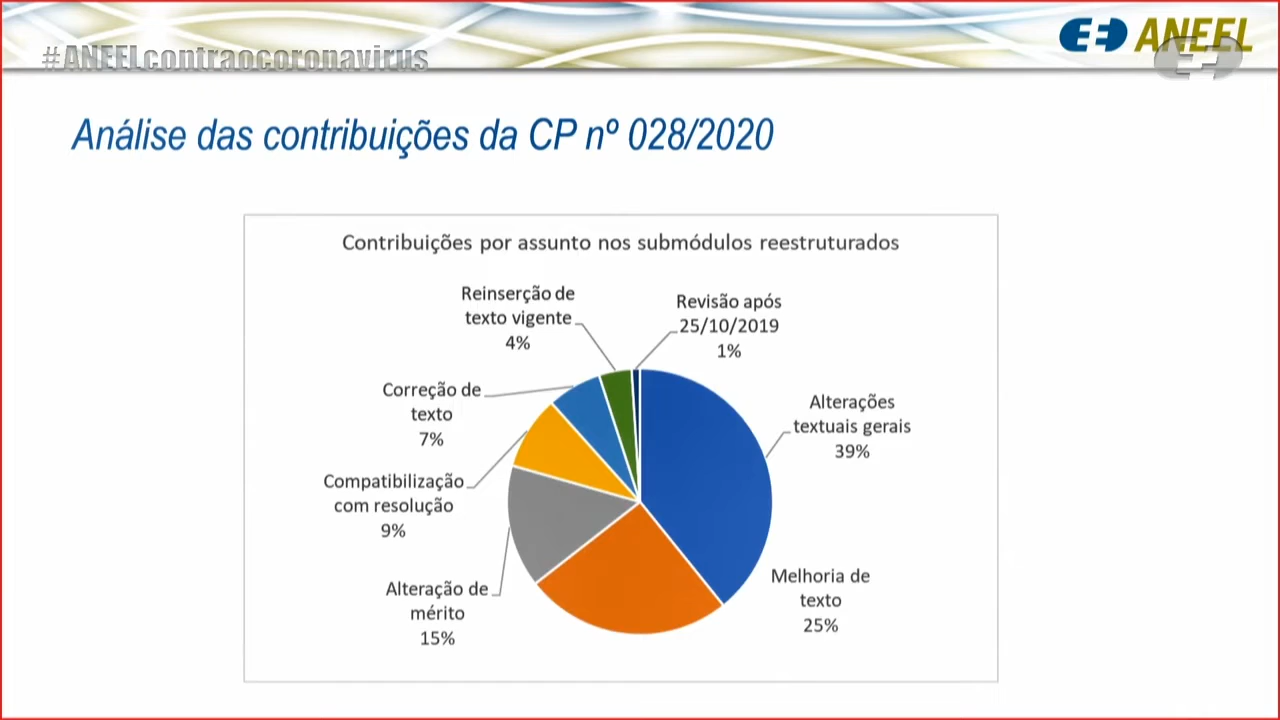 #ANEELcontraocoronavirus
ANEEL
Análise das contribuições da CP nº 028/2020
Contribuições por assunto nos submódulos reestruturados
Reinserção de
texto vigente
4%
Revisão após
25/10/2019
1%
Correção de
texto
7%
Alterações
textuais gerais
39%
Compatibilização
com resolução
9%
Alteração de
mérito
15%
Melhoria de
texto
25%